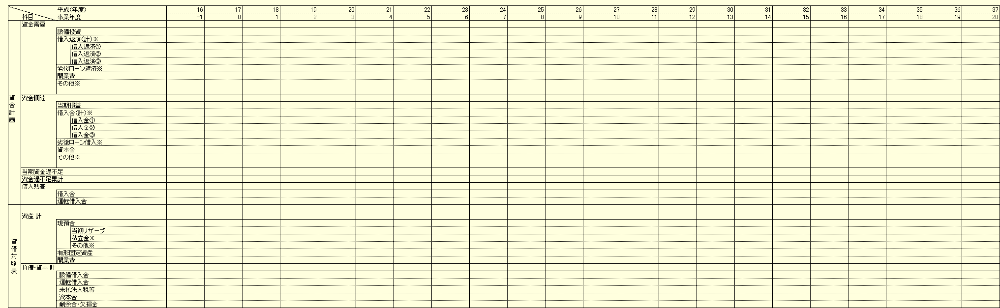 平成(年度) 16 17 18 19 20 21 22 23 24 25 26 27 28 29 30 31 32 33 34 35 36 37
科目 事業年度 -1 0 1 2 3 4 5 6 7 8 9 10 11 12 13 14 15 16 17 18 19 20
資金計画
資金需要
設備投資
借入返済(計)※
借入返済①
借入返済②
借入返済③
劣後ローン返済※
開業費
その他※
資金調達
当期損益
借入金(計)※
借入金①
借入金②
借入金③
劣後ローン借入※
資本金
その他※
当期資金過不足
資金過不足累計
借入残高
借入金
運転借入金
貸借対照表
資産 計
現預金
当初リザーブ
積立金※
その他※
有形固定資産
開業費
負債・資本 計
設備借入金
運転借入金
未払法人税等
資本金
剰余金・欠損金